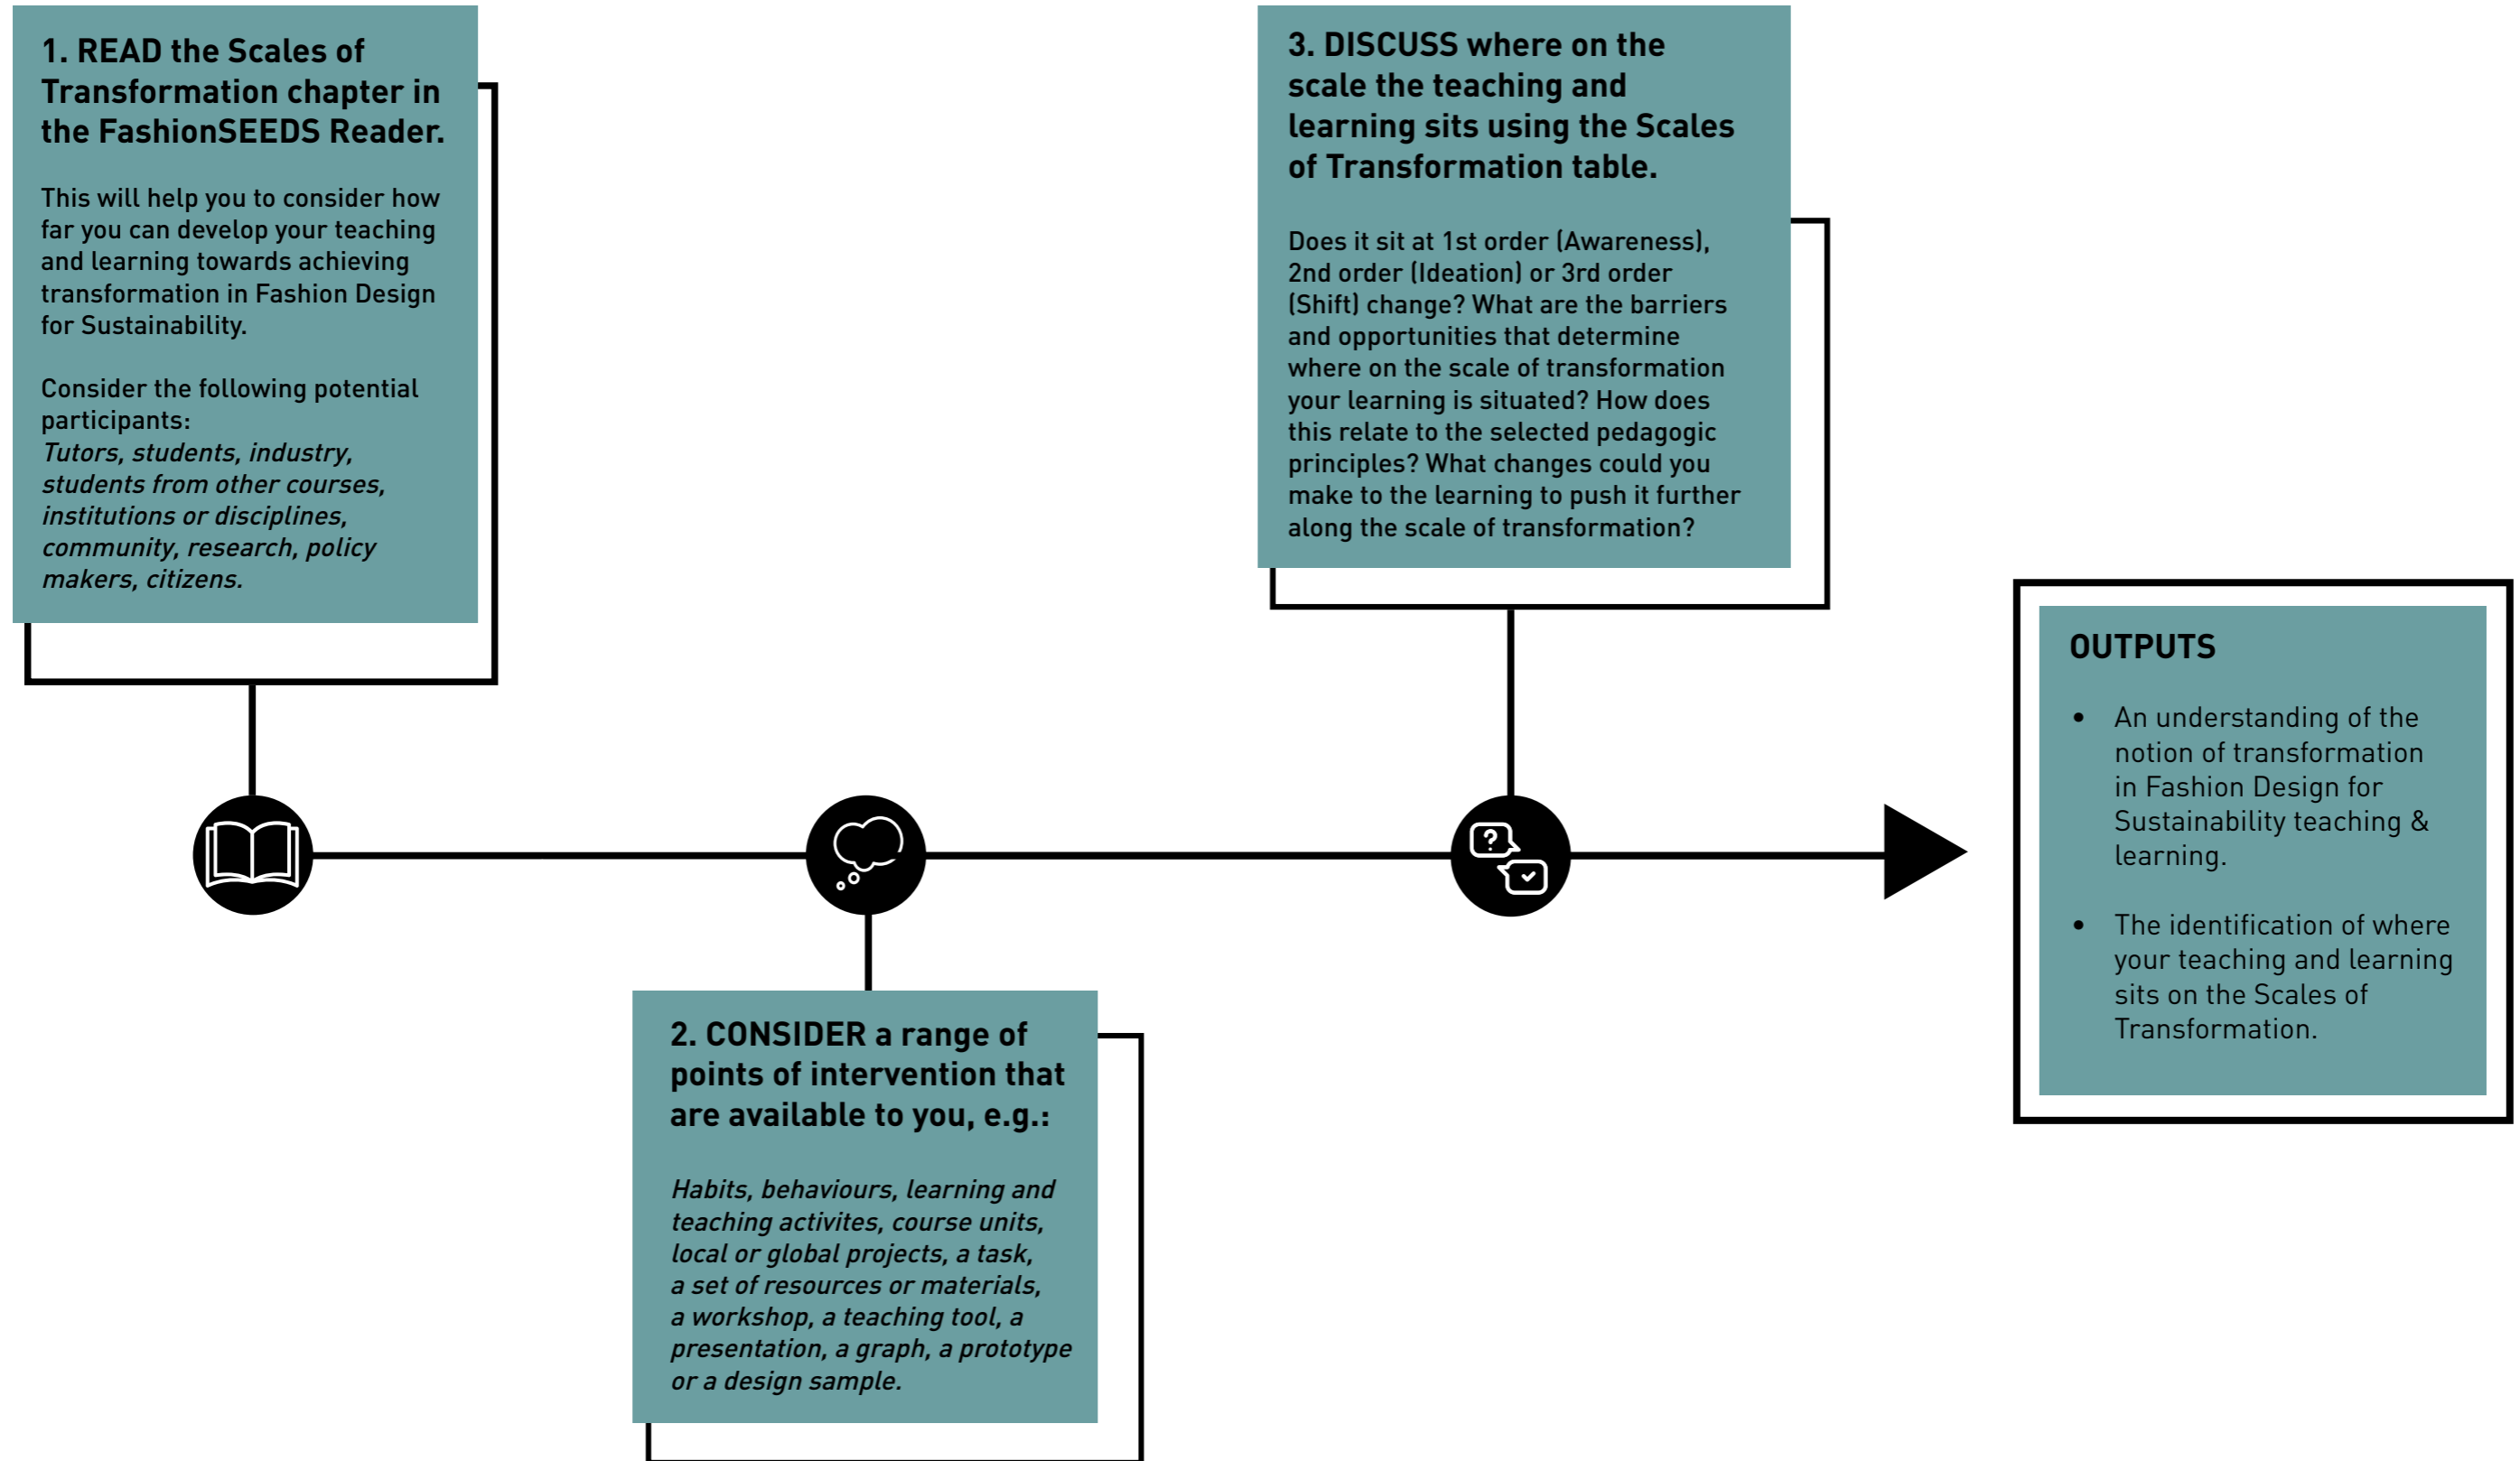 1. READ the Scales of
Transformation chapter in
the FashionSEEDS Reader.
This will help you to consider how
far you can develop your teaching
and learning towards achieving
transformation in Fashion Design
for Sustainability.
Consider the following potential
participants:
Tutors, students, industry,
students from other courses,
institutions or disciplines,
community, research, policy
makers, citizens.
2. CONSIDER a range of
points of intervention that
are available to you, e.g.:
Habits, behaviours, learning and
teaching activites, course units,
local or global projects, a task,
a set of resources or materials,
a workshop, a teaching tool, a
presentation, a graph, a prototype
or a design sample.
3. DISCUSS where on the
scale the teaching and
learning sits using the Scales
of Transformation table.
Does it sit at 1st order (Awareness),
2nd order (Ideation) or 3rd order
(Shift) change? What are the barriers
and opportunities that determine
where on the scale of transformation
your learning is situated? How does
this relate to the selected pedagogic
principles? What changes could you
make to the learning to push it further
along the scale of transformation?
?
OUTPUTS
• An understanding of the
notion of transformation
in Fashion Design for
Sustainability teaching &
learning.
• The identification of where
your teaching and learning
sits on the Scales of
Transformation.